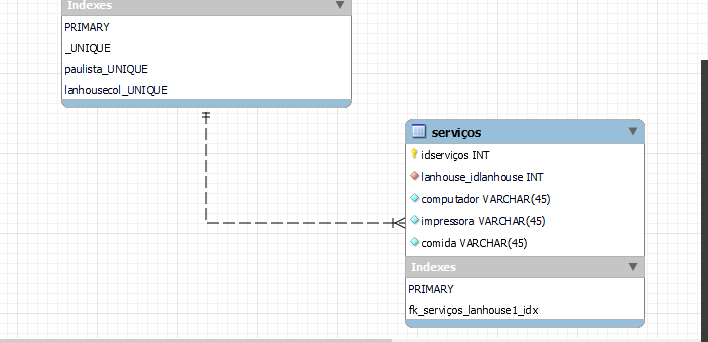 Indexes
PRIMARY
_UNIQUE
paulista_UNIQUE
lanhousecol_UNIQUE
serviços
idserviços INT
lanhouse_idlanhouse INT
computador VARCHAR(45)
impressora VARCHAR(45)
comida VARCHAR(45)
Indexes
PRIMARY
fk_serviços_lanhouse1_idx